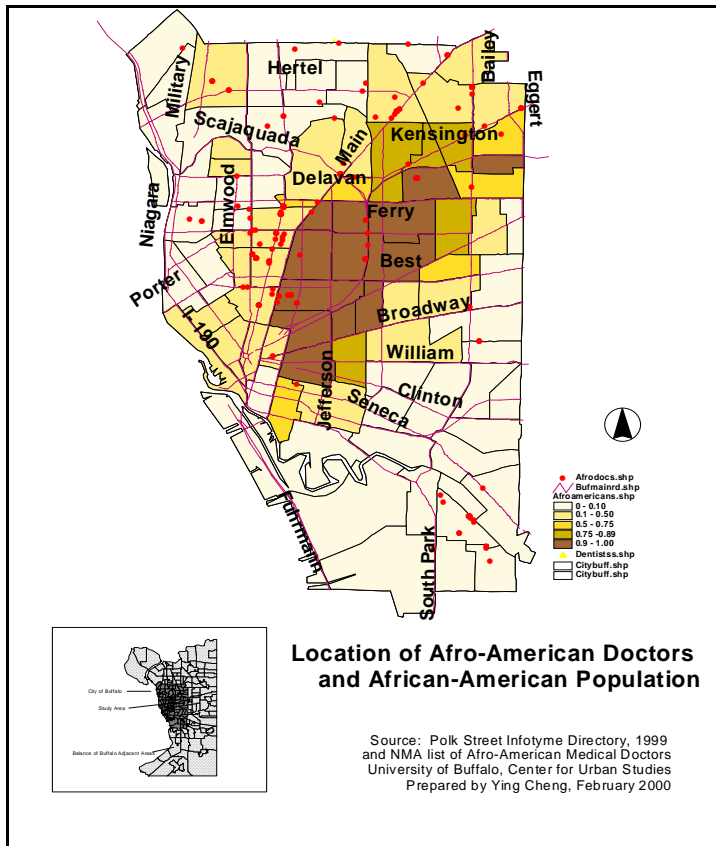 Hertel
Military
Bailey
Eggert
Scajaquada
Main
Kensington
Delavan
Niagara
Elmwood
Ferry
Best
Porter
Broadway
I-190
William
Jefferson
Clinton
Seneca
Fuhrmann
South Park
Afrodocs.shp
Bufmainrd.shp
Afroamericans.shp
0 - 0.10
0.1 - 0.50
0.5 - 0.75
0.75 -0.89
0.9 - 1.00
Dentistss.shp
Citybuff.shp
Citybuff.shp
City of Buffalo
Study Area
Balance of Buffalo Adjacent Areas
Location of Afro-American Doctors
and African-American Population
Source: Polk Street Infotyme Directory, 1999
and NMA list of Afro-American Medical Doctors
University of Buffalo, Center for Urban Studies
Prepared by Ying Cheng, February 2000